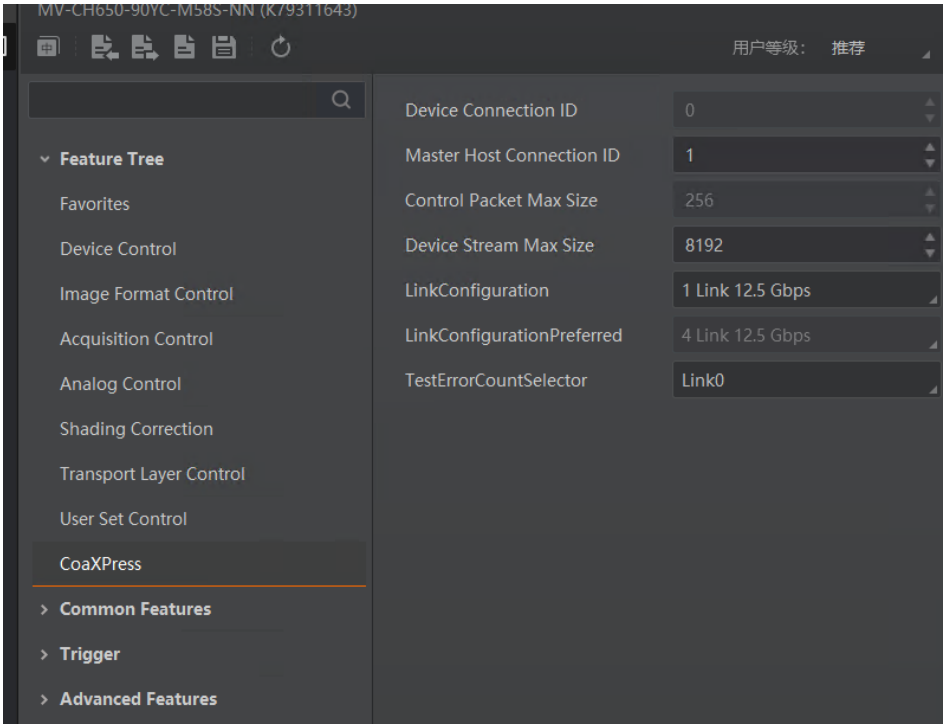 MV-CH650-90YC-M58S-NN (K79311643)
中
用户等级： 推荐
Feature Tree
Favorites
Device Control
Image Format Control
Acquisition Control
Analog Control
Shading Correction
Transport Layer Control
User Set Control
CoaXPress
Common Features
Trigger
Advanced Features
Device Connection ID 0
Master Host Connection ID 1
Control Packet Max Size 256
Device Stream Max Size 8192
LinkConfiguration 1 Link 12.5 Gbps
LinkConfigurationPreferred 4 Link 12.5 Gbps
TestErrorCountSelector Link0